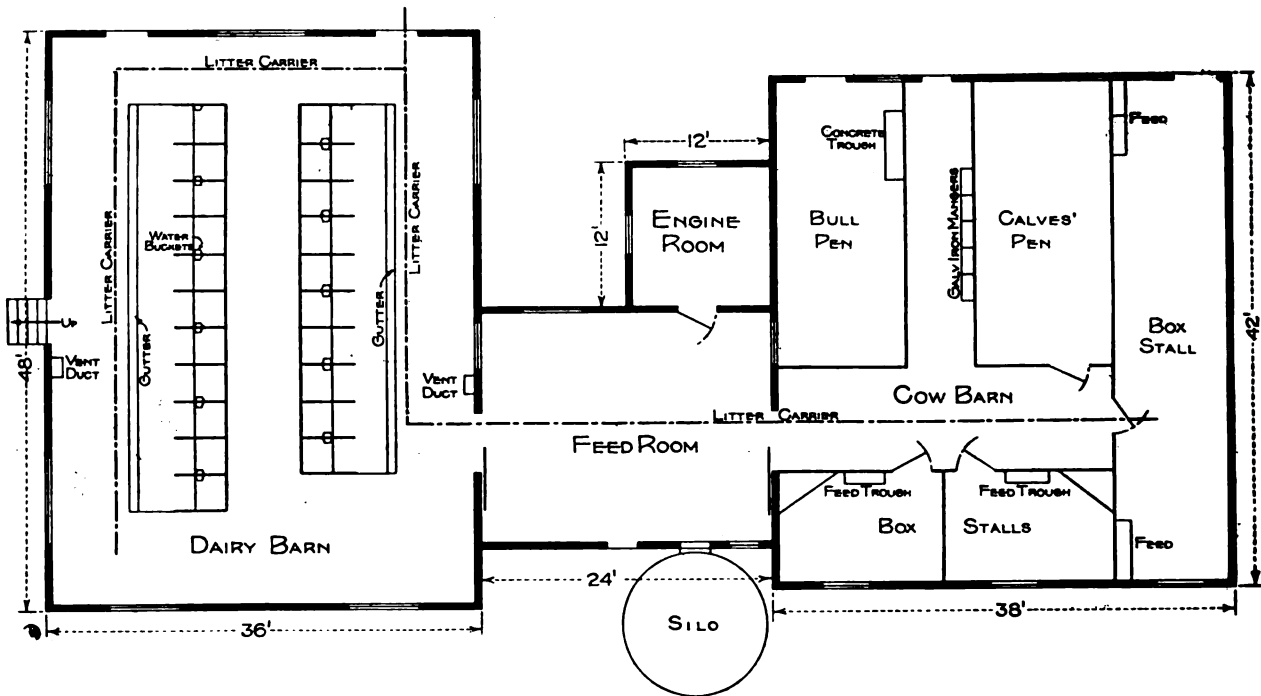 LITTER CARRIER
48'
LITTER CARRIER
WATER
BUCKETS
GUTTER
UP
VENT
DUCT
GUTTER
LITTER CARRIER
VENT
DUCT
DAIRY BARN
36'
12'
12'
ENGINE
ROOM
LITTER CARRIER
FEED ROOM
24'
SILO
CONCRETE
TROUGH
BULL
PEN
GALV IRON MANGERS
CALVES'
PEN
FEED
BOX
STALL
42'
COW BARN
FEED TROUGH
FEED TROUGH
BOX STALLS
FEED
38'